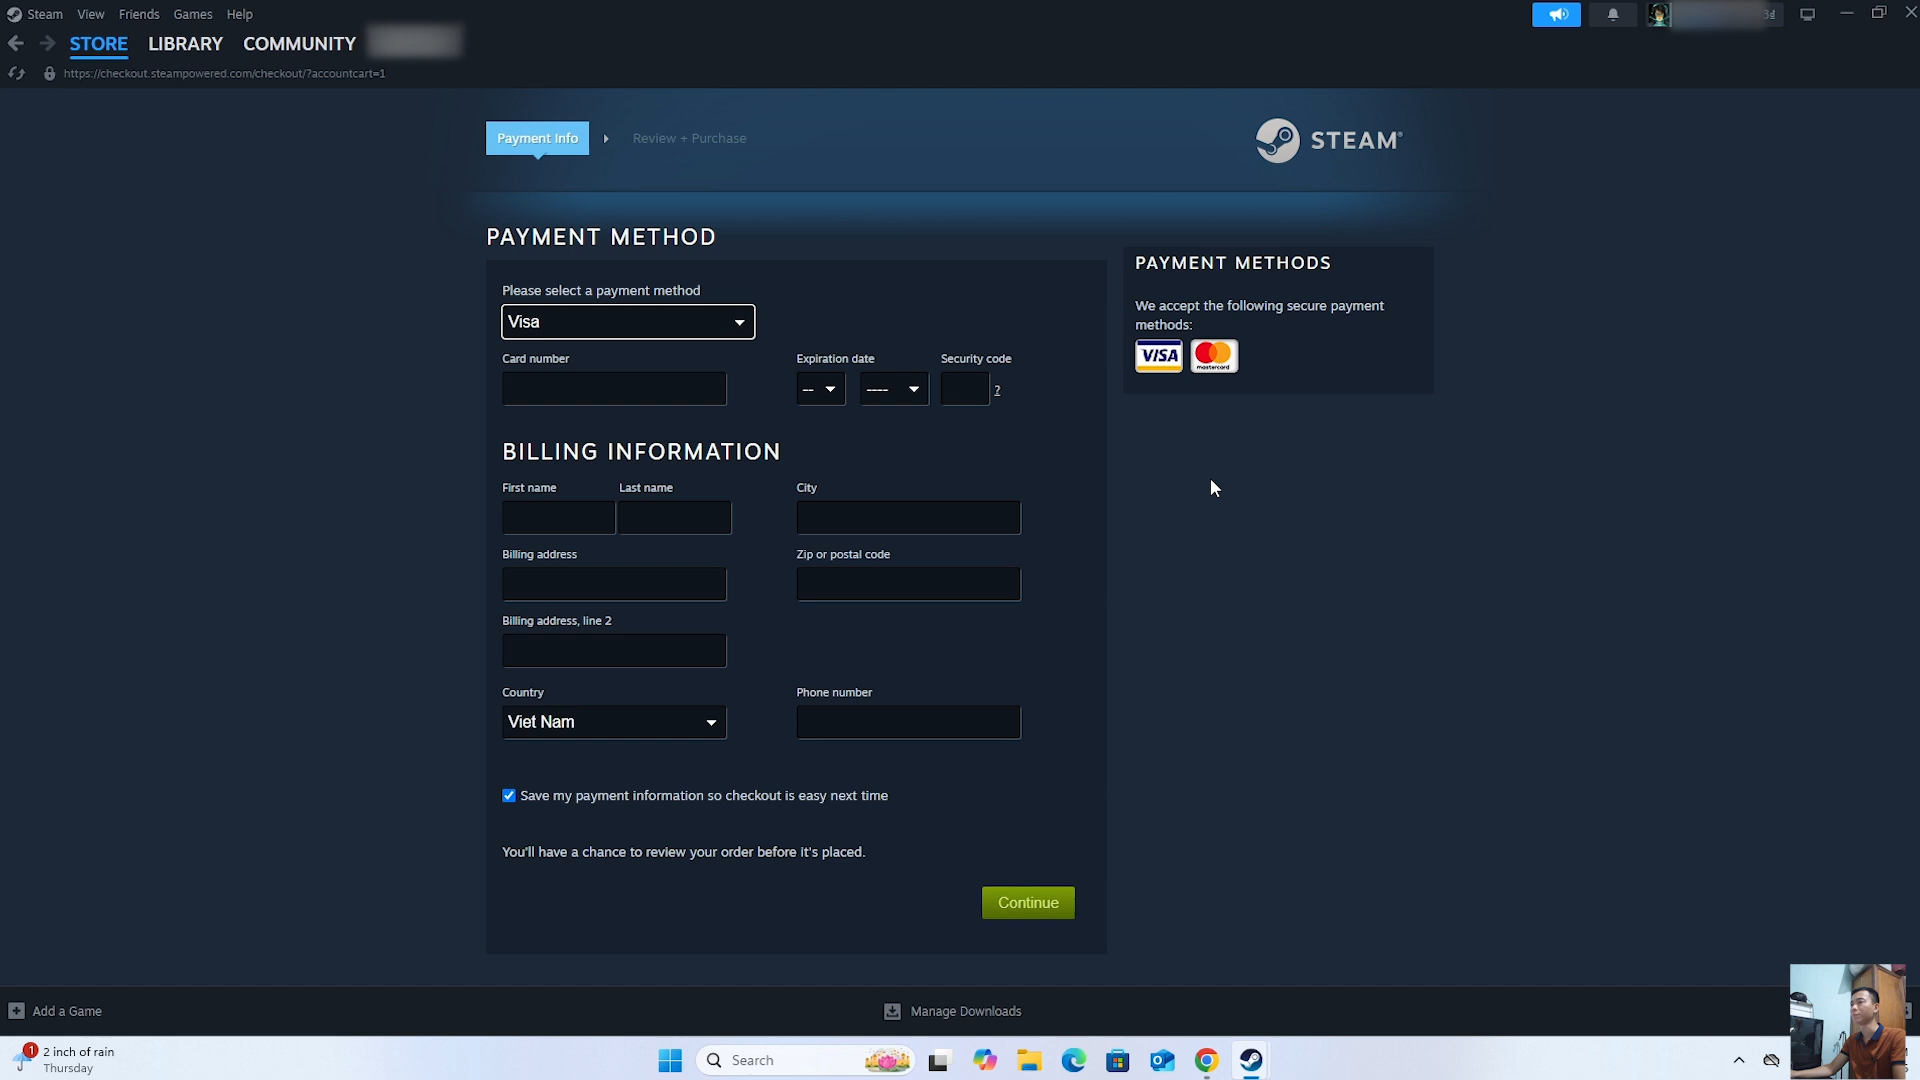 Steam View Friends Games Help
3đ
STORE LIBRARY COMMUNITY
https://checkout.steampowered.com/checkout/?accountcart=1
Payment Info Review + Purchase
STEAM®
PAYMENT METHOD
Please select a payment method
Visa
Card number Expiration date Security code
-- ---- ?
BILLING INFORMATION
First name Last name City
Billing address Zip or postal code
Billing address, line 2
Country Phone number
Viet Nam
Save my payment information so checkout is easy next time
You'll have a chance to review your order before it's placed.
Continue
PAYMENT METHODS
We accept the following secure payment
methods:
VISA mastercard
Add a Game Manage Downloads
1
2 inch of rain
Thursday
Search